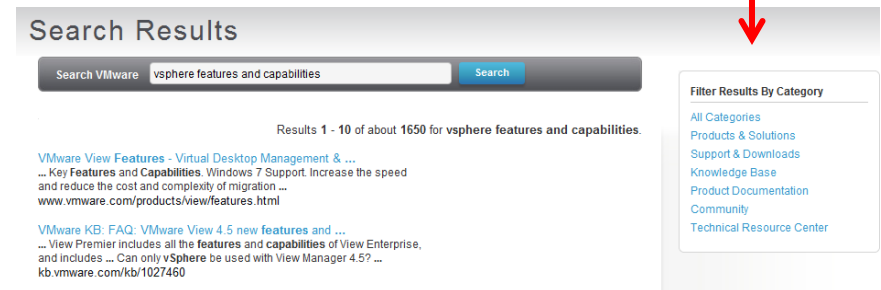 Search Results
Search VMware vsphere features and capabilities Search
Results 1 - 10 of about 1650 for vsphere features and capabilities.
VMware View Features - Virtual Desktop Management & ...
... Key Features and Capabilities. Windows 7 Support. Increase the speed
and reduce the cost and complexity of migration ...
www.vmware.com/products/view/features.html
VMware KB: FAQ: VMware View 4.5 new features and ...
... View Premier includes all the features and capabilities of View Enterprise,
and includes ... Can only vSphere be used with View Manager 4.5? ...
kb.vmware.com/kb/1027460
Filter Results By Category
All Categories
Products & Solutions
Support & Downloads
Knowledge Base
Product Documentation
Community
Technical Resource Center